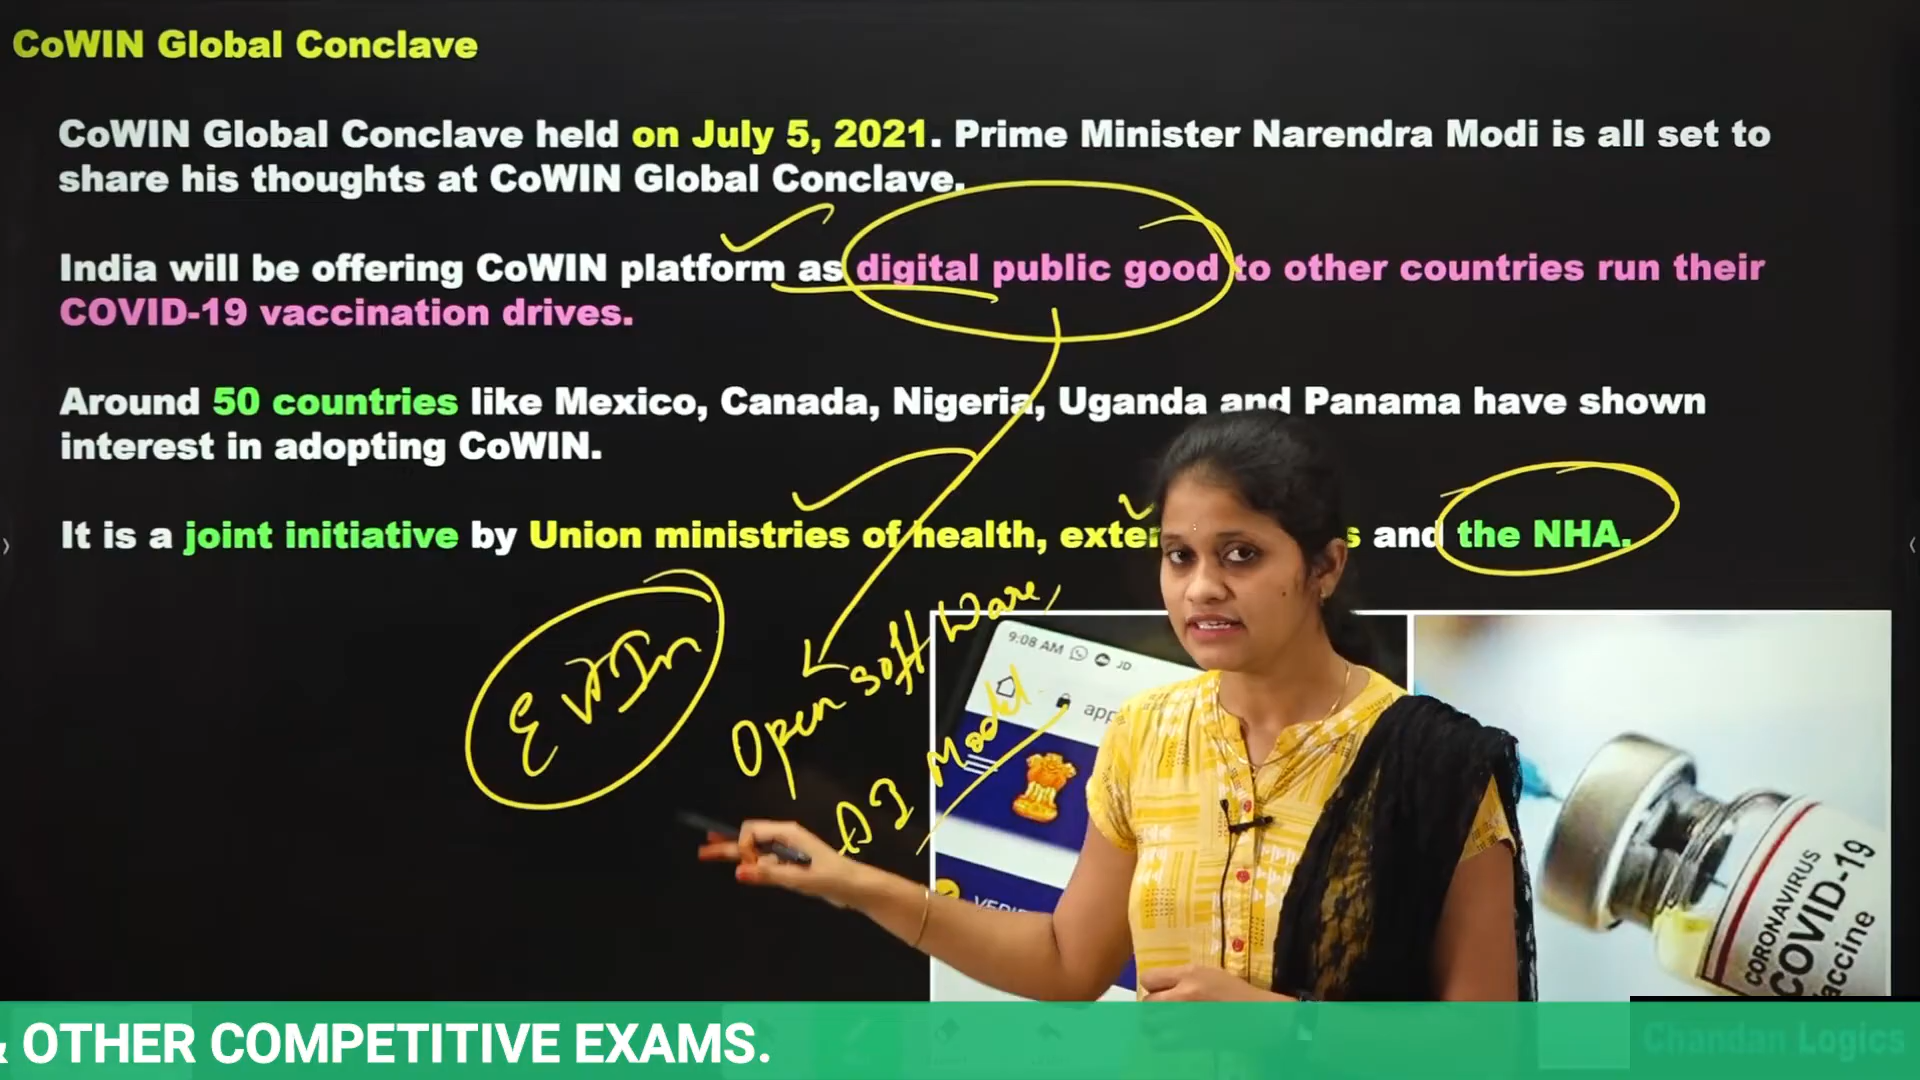 CoWIN Global Conclave
CoWIN Global Conclave held on July 5, 2021. Prime Minister Narendra Modi is all set to
share his thoughts at CoWIN Global Conclave.
India will be offering CoWIN platform as digital public good to other countries run their
COVID-19 vaccination drives.
Around 50 countries like Mexico, Canada, Nigeria, Uganda and Panama have shown
interest in adopting CoWIN.
It is a joint initiative by Union ministries of health, exter s and the NHA.
Open Software,
AI Model
9:08 AM JD
app
VERI
CORONAVIRUS
COVID-19
accine
& OTHER COMPETITIVE EXAMS.
Chandan Logics